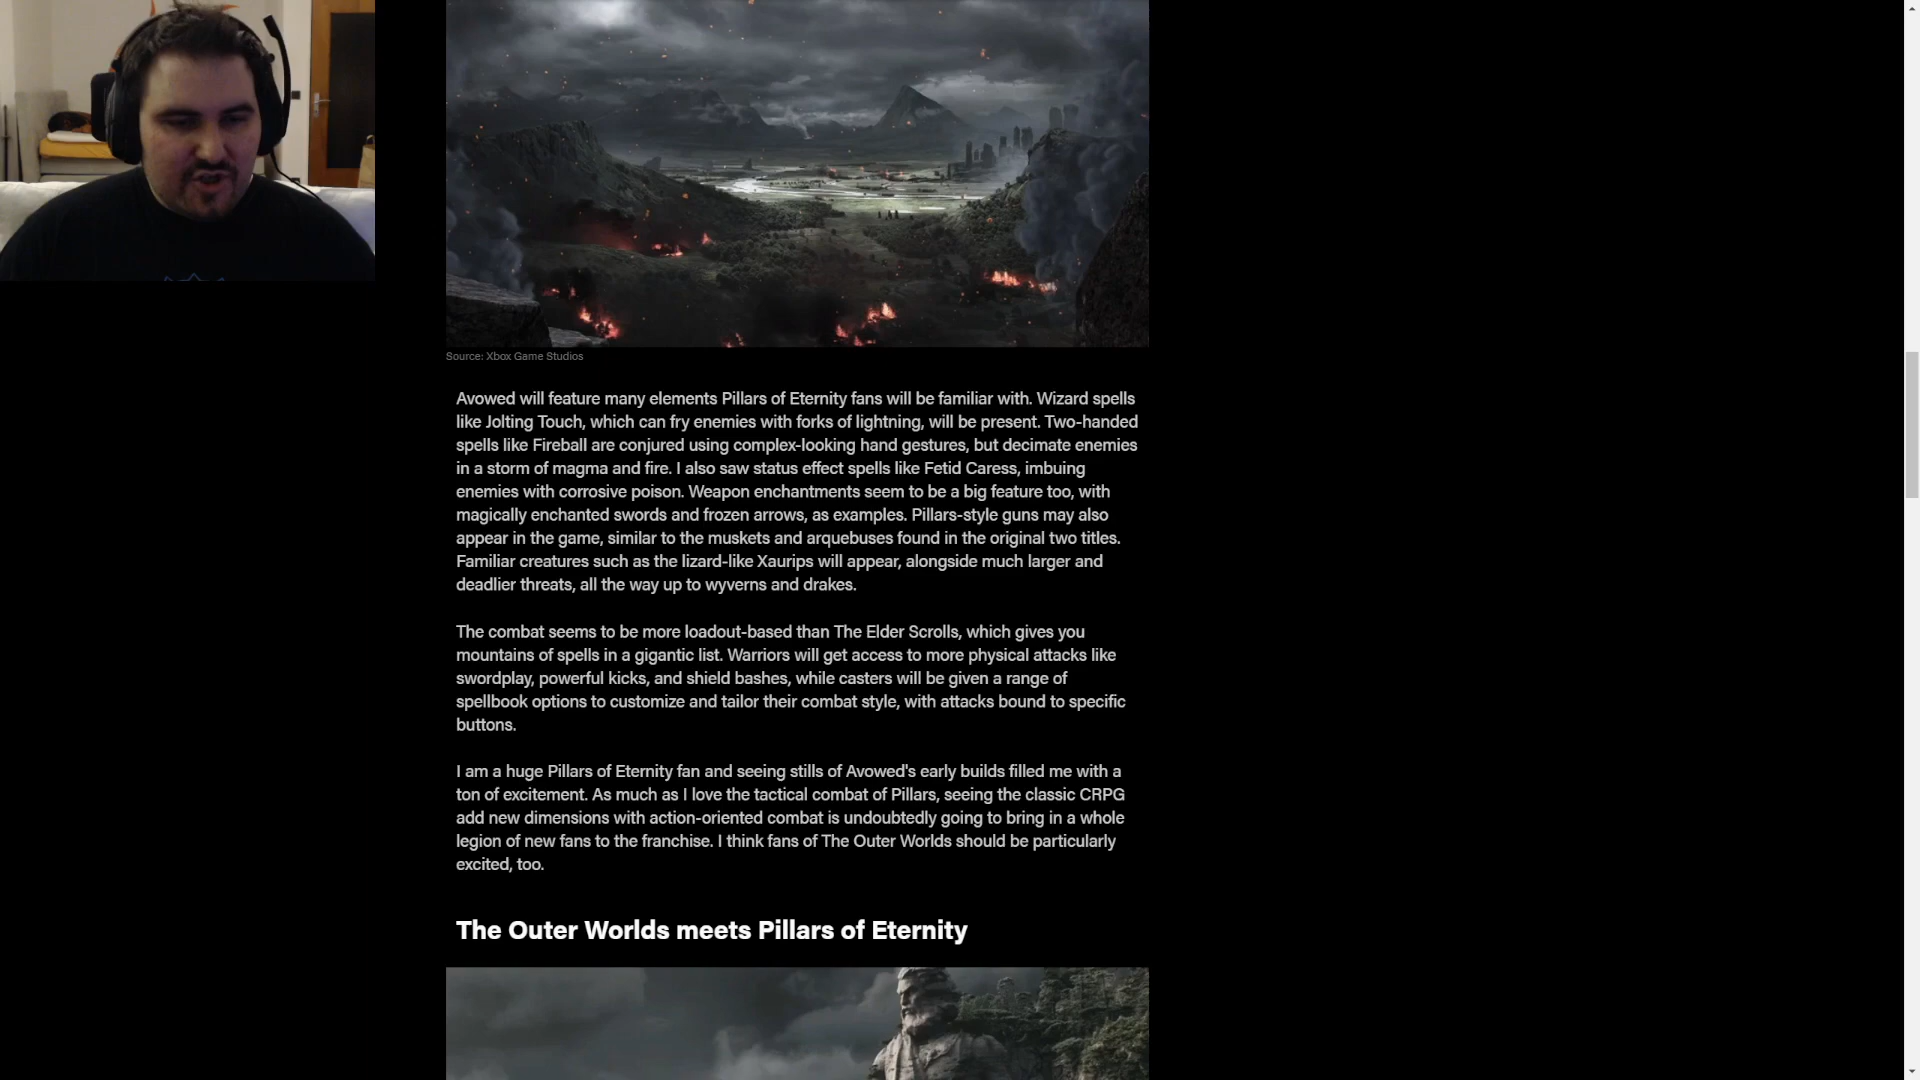 Source: Xbox Game Studios
Avowed will feature many elements Pillars of Eternity fans will be familiar with. Wizard spells
like Jolting Touch, which can fry enemies with forks of lightning, will be present. Two-handed
spells like Fireball are conjured using complex-looking hand gestures, but decimate enemies
in a storm of magma and fire. I also saw status effect spells like Fetid Caress, imbuing
enemies with corrosive poison. Weapon enchantments seem to be a big feature too, with
magically enchanted swords and frozen arrows, as examples. Pillars-style guns may also
appear in the game, similar to the muskets and arquebuses found in the original two titles.
Familiar creatures such as the lizard-like Xaurips will appear, alongside much larger and
deadlier threats, all the way up to wyverns and drakes.
The combat seems to be more loadout-based than The Elder Scrolls, which gives you
mountains of spells in a gigantic list. Warriors will get access to more physical attacks like
swordplay, powerful kicks, and shield bashes, while casters will be given a range of
spellbook options to customize and tailor their combat style, with attacks bound to specific
buttons.
I am a huge Pillars of Eternity fan and seeing stills of Avowed's early builds filled me with a
ton of excitement. As much as I love the tactical combat of Pillars, seeing the classic CRPG
add new dimensions with action-oriented combat is undoubtedly going to bring in a whole
legion of new fans to the franchise. I think fans of The Outer Worlds should be particularly
excited, too.
The Outer Worlds meets Pillars of Eternity